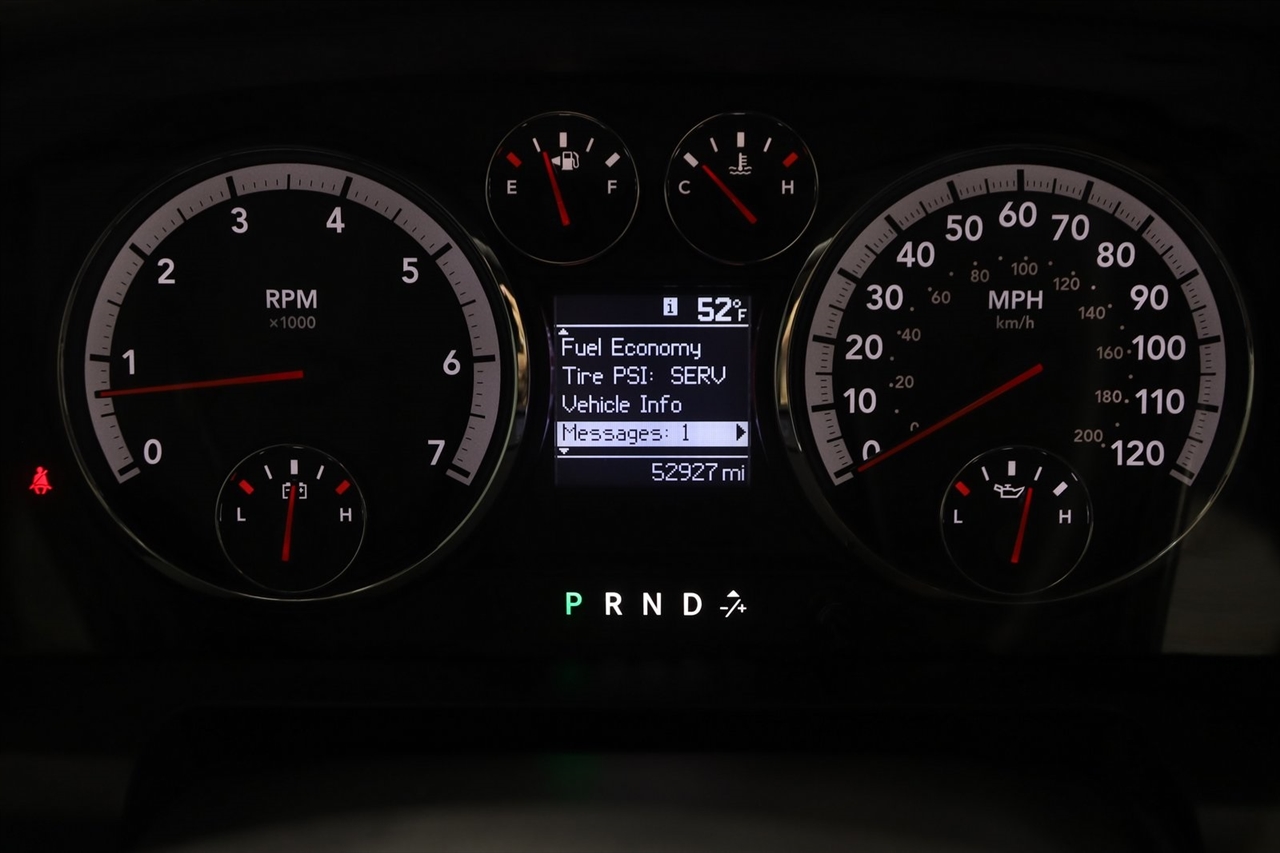 E F
C H
0 1 2 3 4 5 6 7
RPM
×1000
L H
i 52°F
Fuel Economy
Tire PSI: SERV
Vehicle Info
Messages: 1
52927 mi
0 10 20 30 40 50 60 70 80 90 100 110 120
MPH
km/h
0 20 40 60 80 100 120 140 160 180 200
L H
P R N D -/+